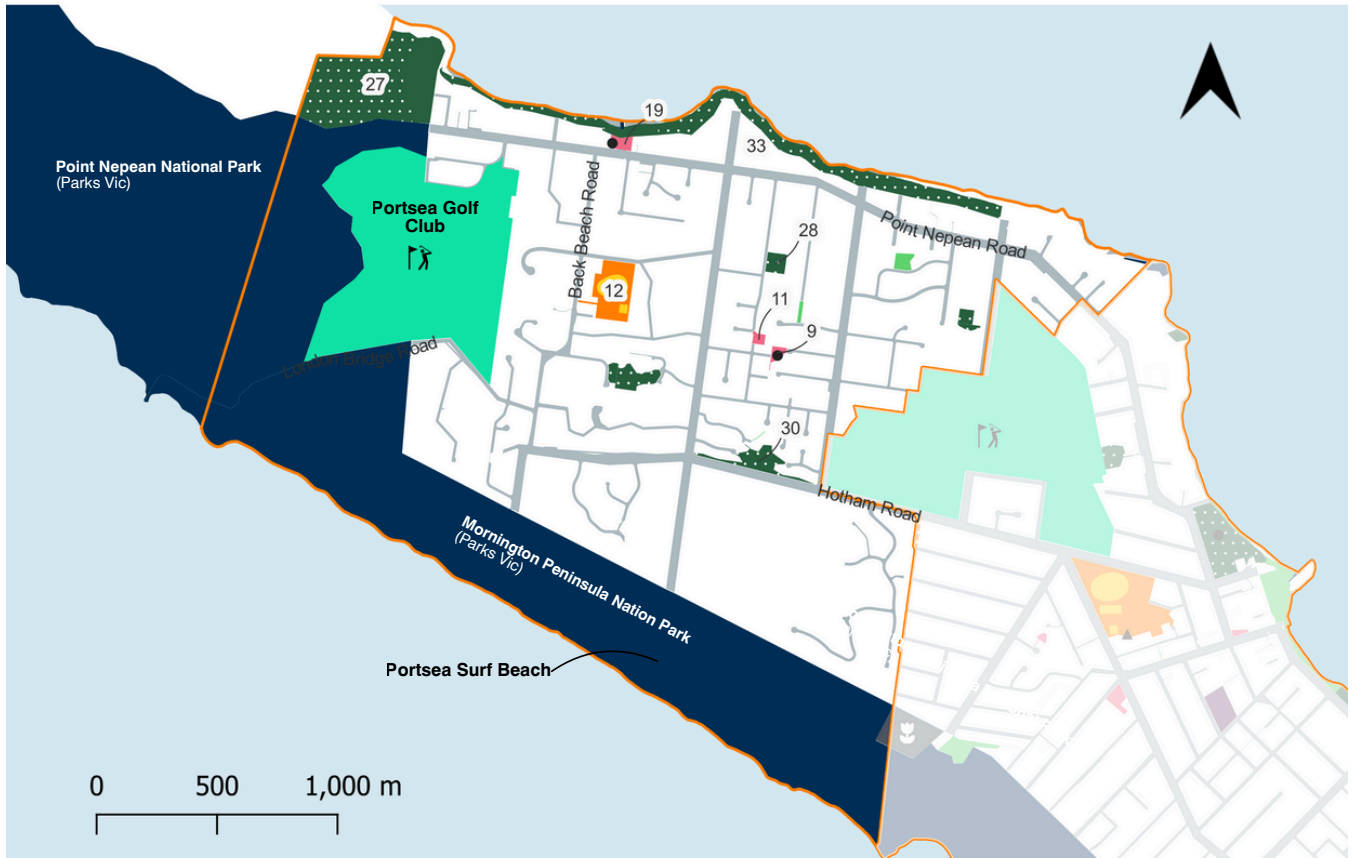 27
19
33
Point Nepean National Park
(Parks Vic)
Portsea Golf
Club
Back Beach Road
28
Point Nepean Road
12
11
9
London Bridge Road
30
Hotham Road
Mornington Peninsula Nation Park
(Parks Vic)
Portsea Surf Beach
0 500 1,000 m